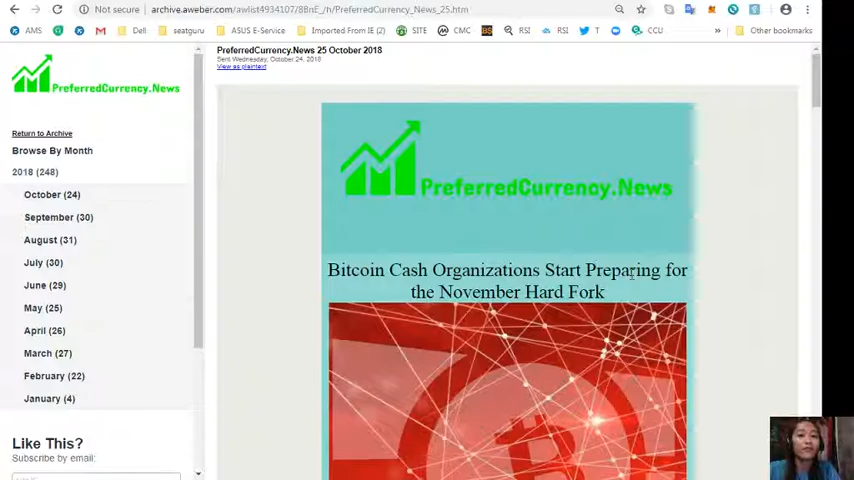 archive.aweber.com/awlist4934107/88nE_/h/PreferredCurrency_News_25.htm
AMS
Dell
seatguru
ASUS E-Service
Imported From IE (2)
SITE
CMC
RSI
RSI
T
CCU
»
Other bookmarks
PreferredCurrency.News
Return to Archive
Browse By Month
2018 (248)
October (24)
September (30)
August (31)
July (30)
June (29)
May (25)
April (26)
March (27)
February (22)
January (4)
Like This?
Subscribe by email:
PreferredCurrency.News 25 October 2018
Sent Wednesday, October 24, 2018
View as plaintext
PreferredCurrency.News
Bitcoin Cash Organizations Start Preparing for
the November Hard Fork